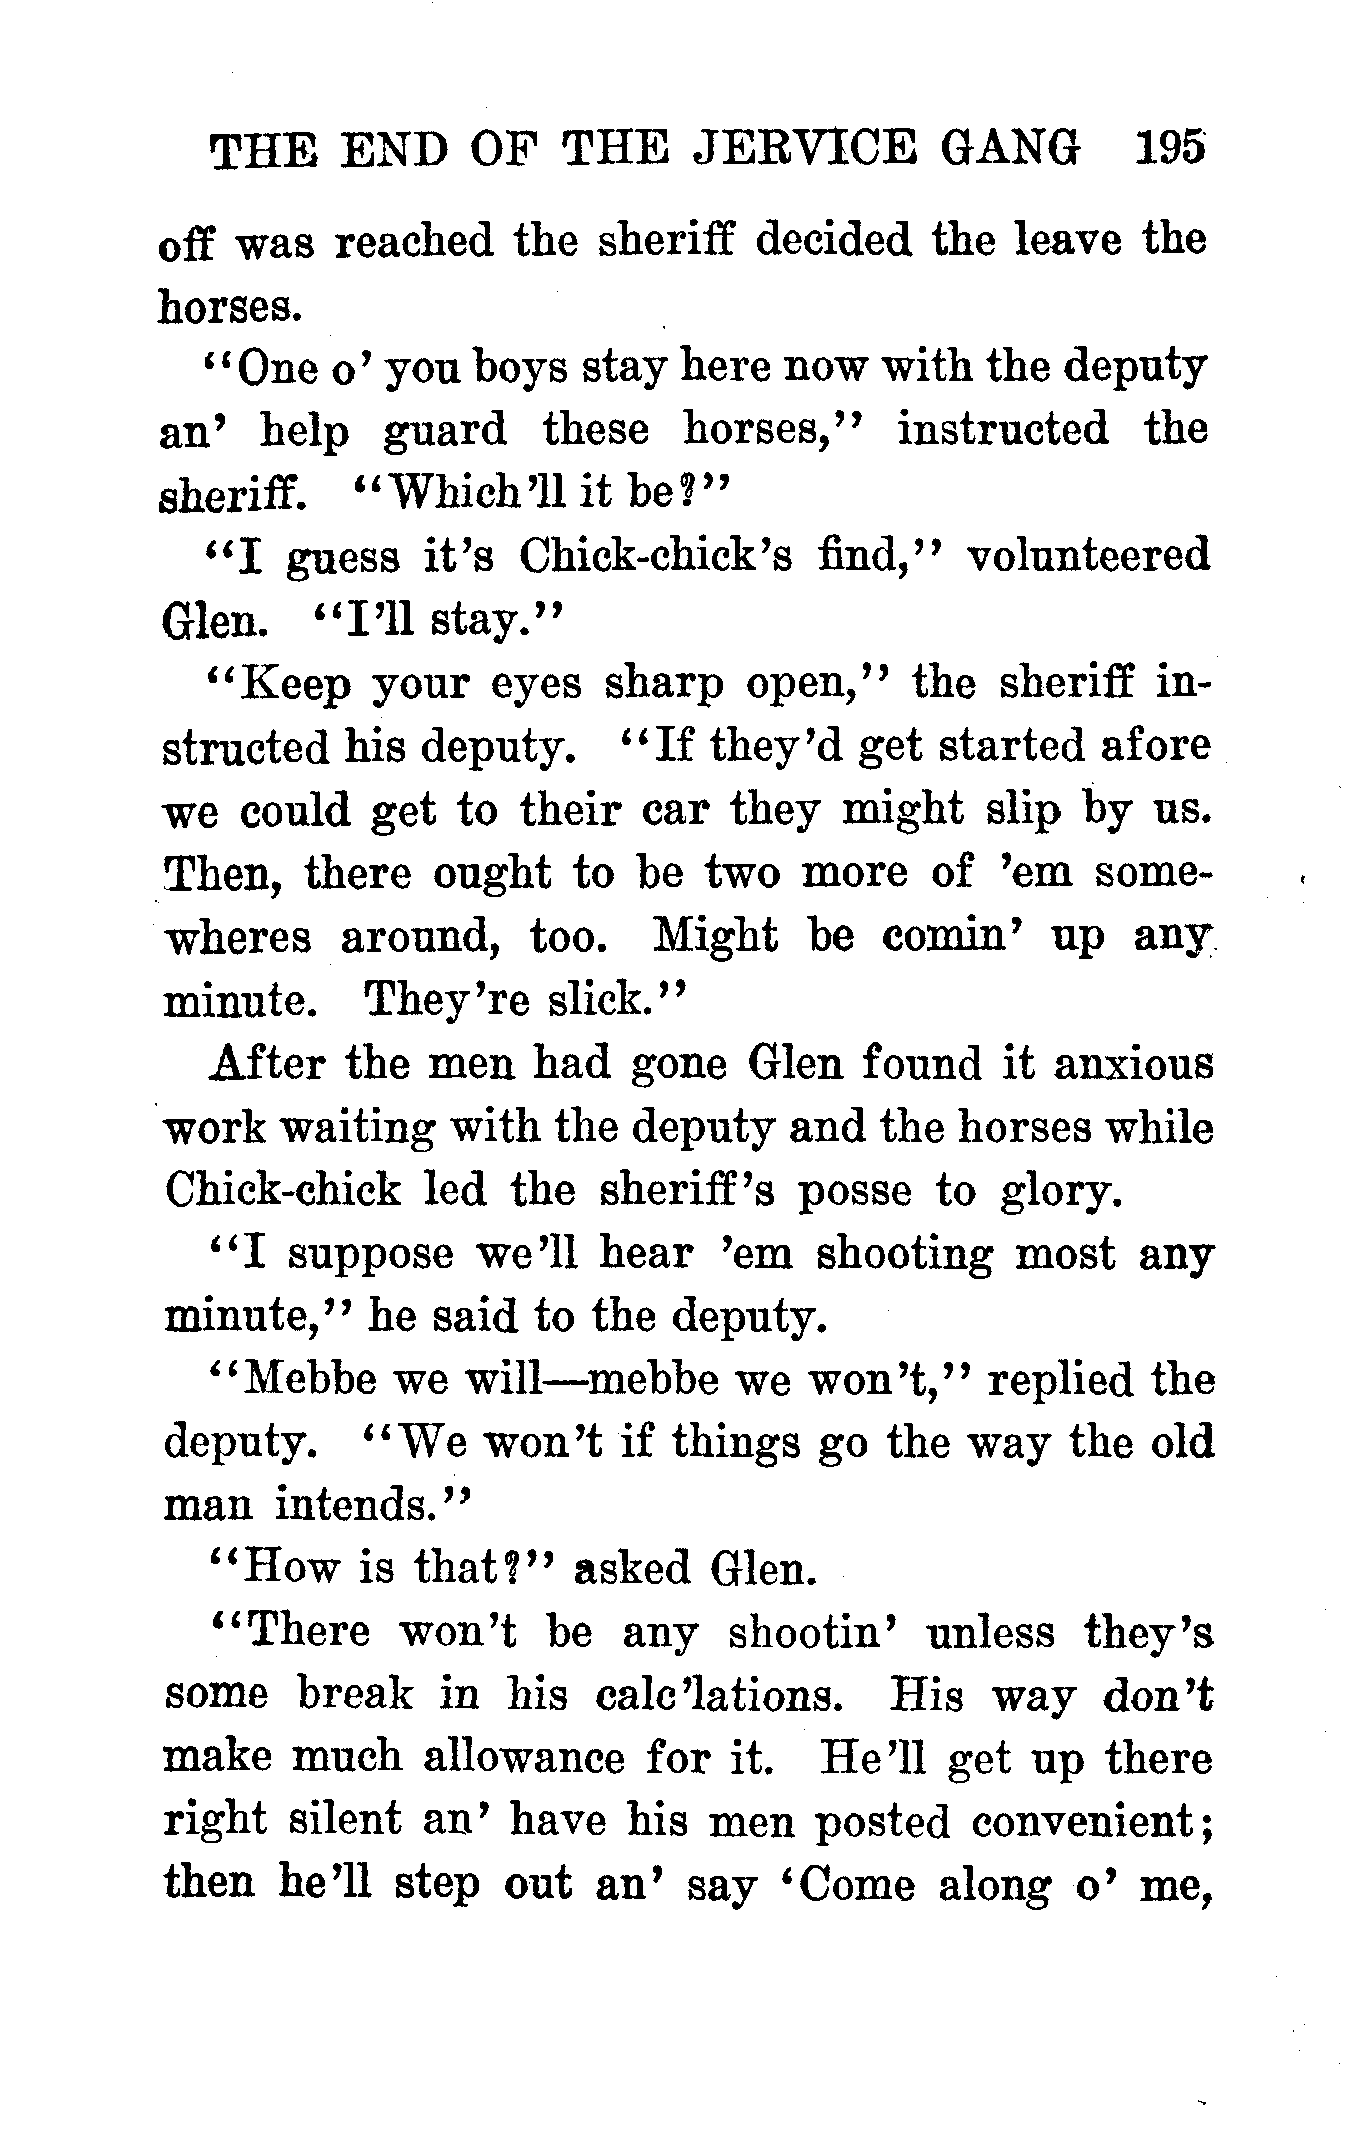 THE END OF THE JERVICE GANG 195
off was reached the sheriff decided the leave the
horses.
"One o' you boys stay here now with the deputy
an' help guard these horses," instructed the
sheriff. "Which'll it be?"
"I guess it's Chick-chick's find," volunteered
Glen. "I'll stay."
"Keep your eyes sharp open," the sheriff in-
structed his deputy. "If they'd get started afore
we could get to their car they might slip by us.
Then, there ought to be two more of 'em some-
wheres around, too. Might be comin' up any
minute. They're slick."
After the men had gone Glen found it anxious
work waiting with the deputy and the horses while
Chick-chick led the sheriff's posse to glory.
"I suppose we'll hear 'em shooting most any
minute," he said to the deputy.
"Mebbe we will—mebbe we won't," replied the
deputy. "We won't if things go the way the old
man intends."
"How is that?" asked Glen.
"There won't be any shootin' unless they's
some break in his calc'lations. His way don't
make much allowance for it. He'll get up there
right silent an' have his men posted convenient;
then he'll step out an' say 'Come along o' me,